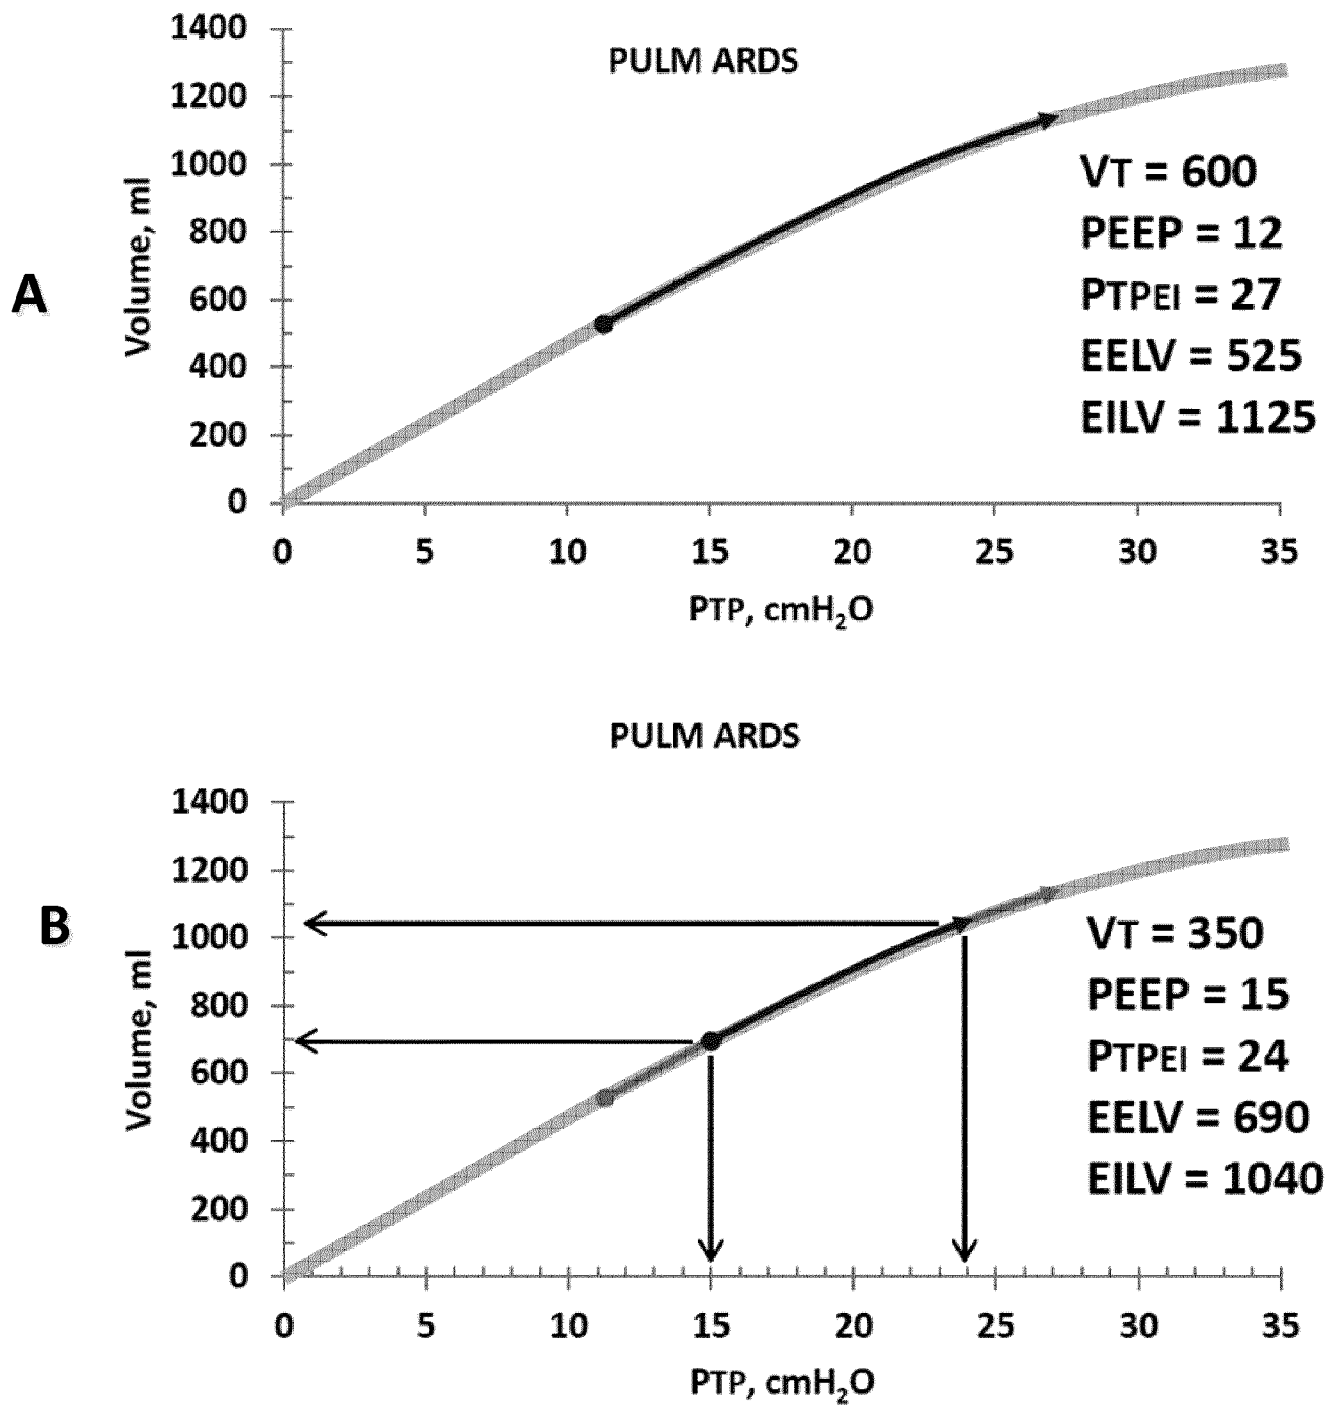 PULM ARDS
1400
1200
1000
800
600
400
200
0
Volume, ml
A
VT = 600
PEEP = 12
PTPEI = 27
EELV = 525
EILV = 1125
0 5 10 15 20 25 30 35
PTP, cmH₂O
PULM ARDS
1400
1200
1000
800
600
400
200
0
Volume, ml
B
VT = 350
PEEP = 15
PTPEI = 24
EELV = 690
EILV = 1040
0 5 10 15 20 25 30 35
PTP, cmH₂O